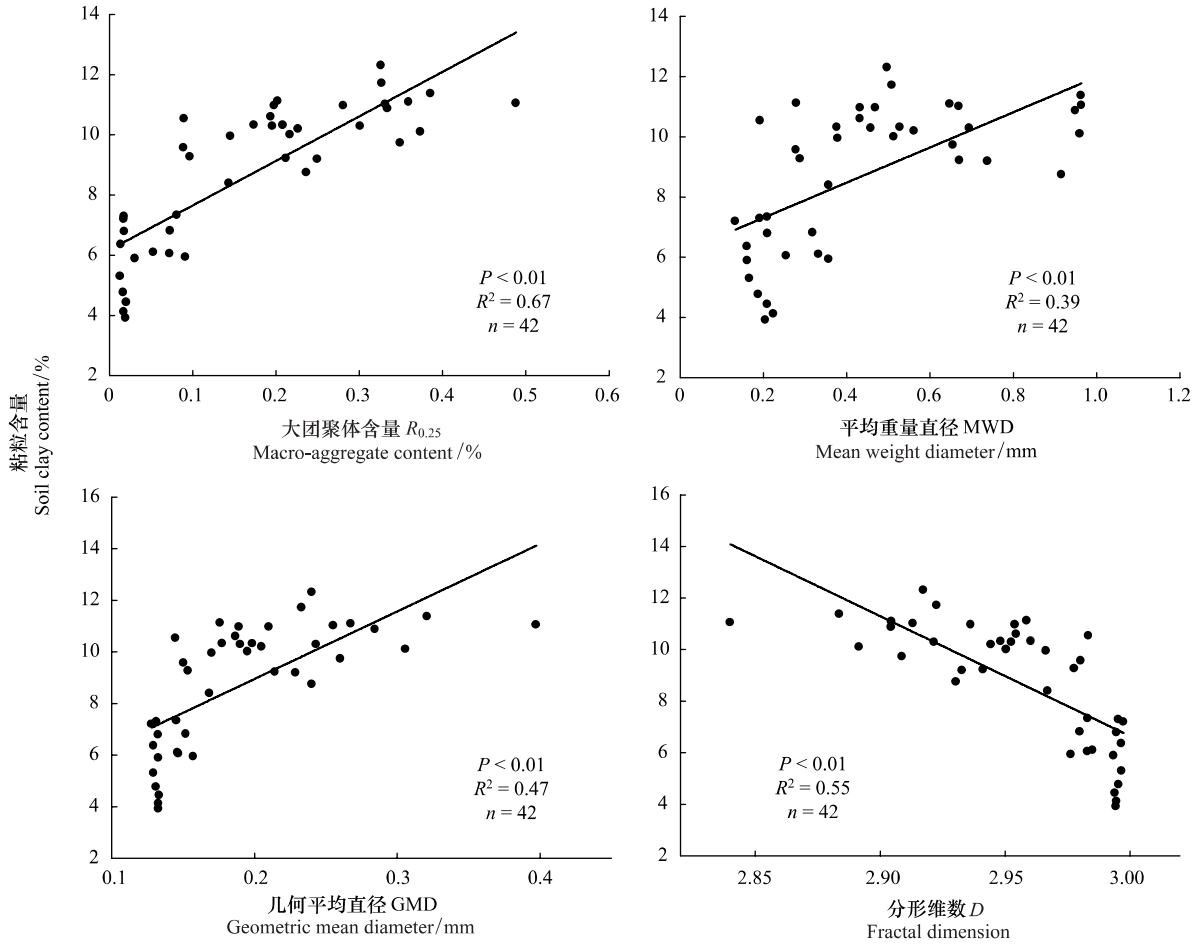 粘粒含量
Soil clay content/%
14
12
10
8
6
4
2
0
0.1
0.2
0.3
0.4
0.5
0.6
P < 0.01
R² = 0.67
n = 42
大团聚体含量 R0.25
Macro-aggregate content /%
14
12
10
8
6
4
2
0
0.2
0.4
0.6
0.8
1.0
1.2
P < 0.01
R² = 0.39
n = 42
平均重量直径 MWD
Mean weight diameter/mm
16
14
12
10
8
6
4
2
0.1
0.2
0.3
0.4
P < 0.01
R² = 0.47
n = 42
几何平均直径 GMD
Geometric mean diameter/mm
16
14
12
10
8
6
4
2
2.85
2.90
2.95
3.00
P < 0.01
R² = 0.55
n = 42
分形维数 D
Fractal dimension